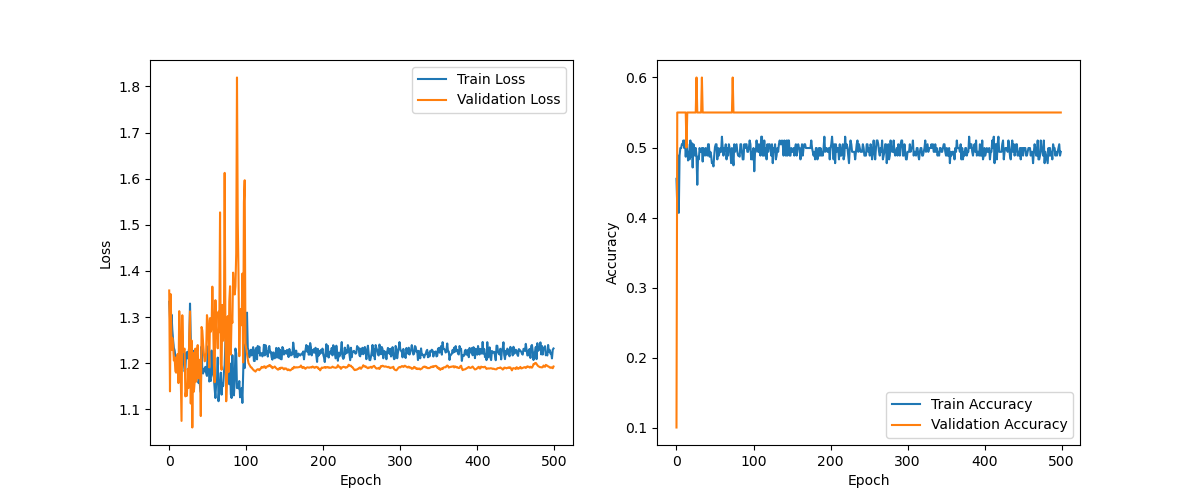 1.8
1.7
1.6
1.5
1.4
1.3
1.2
1.1
Loss
0 100 200 300 400 500
Epoch
Train Loss
Validation Loss
0.6
0.5
0.4
0.3
0.2
0.1
Accuracy
0 100 200 300 400 500
Epoch
Train Accuracy
Validation Accuracy